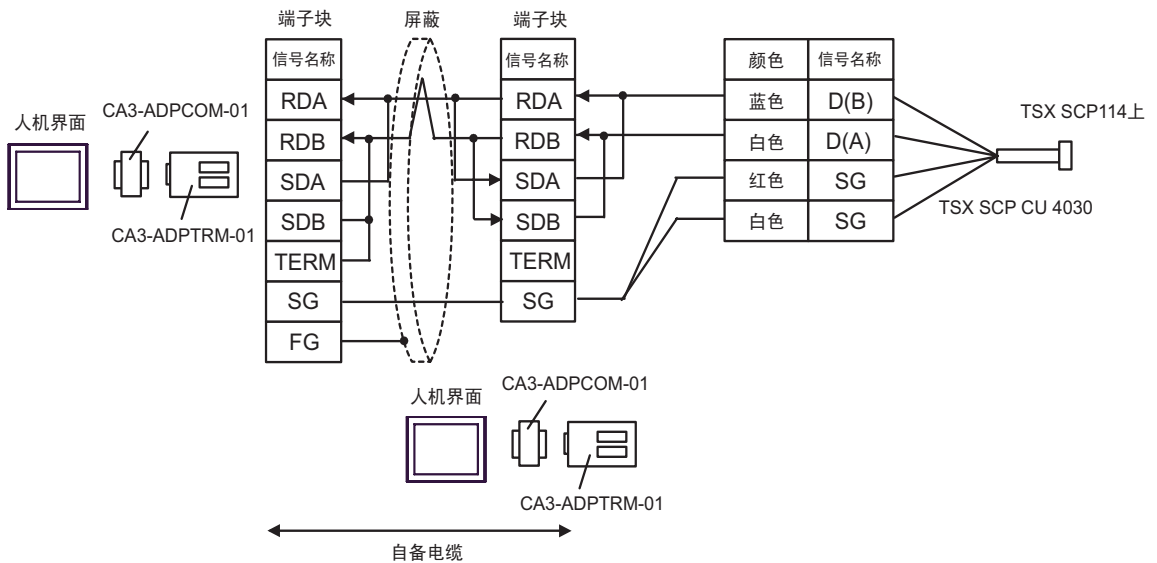 端子块
屏蔽
端子块
人机界面
CA3-ADPCOM-01
CA3-ADPTRM-01
信号名称
RDA
RDB
SDA
SDB
TERM
SG
FG
信号名称
RDA
RDB
SDA
SDB
TERM
SG
颜色 信号名称
蓝色 D(B)
白色 D(A)
红色 SG
白色 SG
TSX SCP114上
TSX SCP CU 4030
人机界面
CA3-ADPCOM-01
CA3-ADPTRM-01
自备电缆